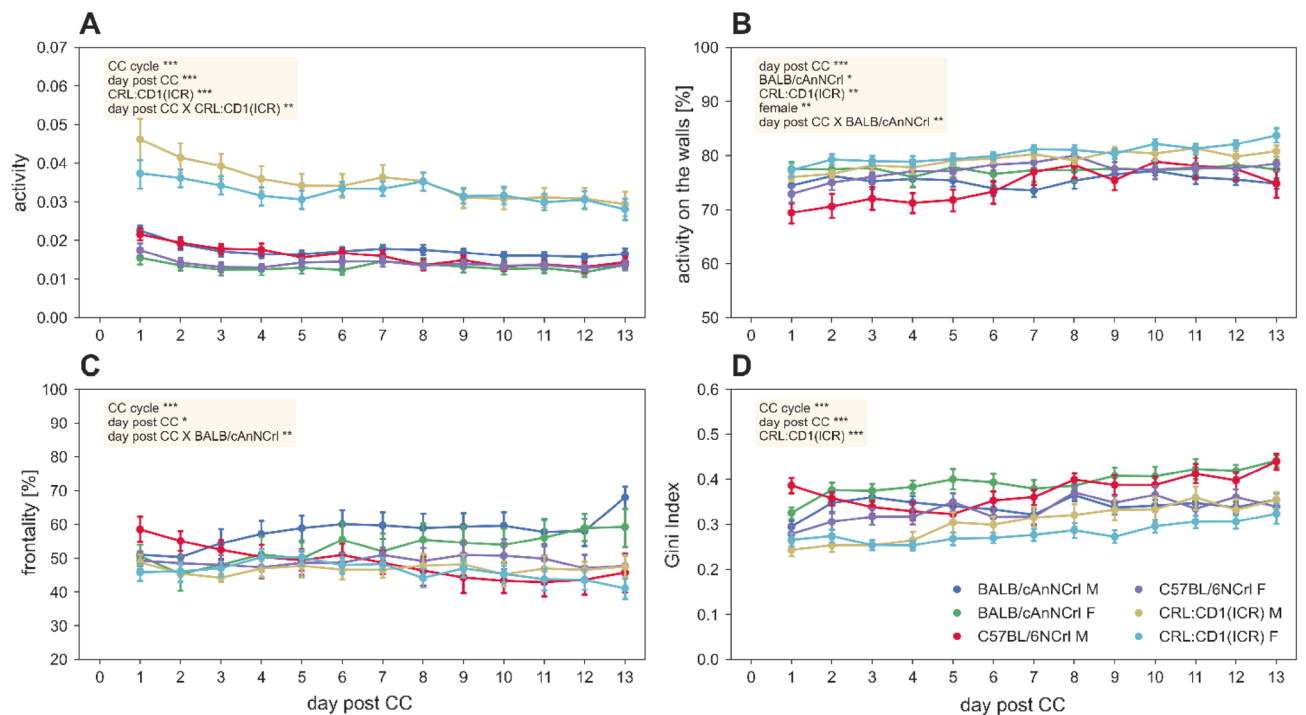 A
0.07
0.06
0.05
0.04
0.03
0.02
0.01
0.00
activity
CC cycle ***
day post CC ***
CRL:CD1(ICR) ***
day post CC X CRL:CD1(ICR) **
0 1 2 3 4 5 6 7 8 9 10 11 12 13
B
100
90
80
70
60
50
activity on the walls [%]
day post CC ***
BALB/cAnNCrl *
CRL:CD1(ICR) **
female **
day post CC X BALB/cAnNCrl **
0 1 2 3 4 5 6 7 8 9 10 11 12 13
C
100
90
80
70
60
50
40
30
20
frontality [%]
CC cycle ***
day post CC *
day post CC X BALB/cAnNCrl **
0 1 2 3 4 5 6 7 8 9 10 11 12 13
day post CC
D
0.6
0.5
0.4
0.3
0.2
0.1
0.0
Gini Index
CC cycle ***
day post CC ***
CRL:CD1(ICR) ***
BALB/cAnNCrl M
BALB/cAnNCrl F
C57BL/6NCrl M
C57BL/6NCrl F
CRL:CD1(ICR) M
CRL:CD1(ICR) F
0 1 2 3 4 5 6 7 8 9 10 11 12 13
day post CC